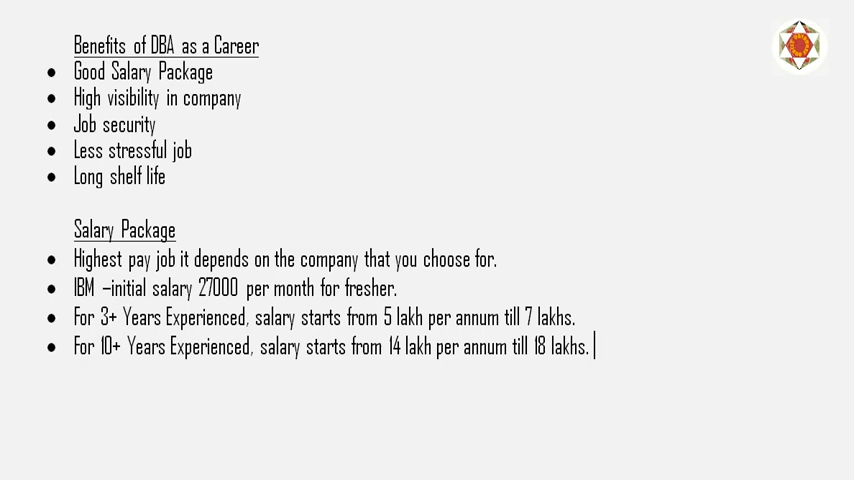 Benefits of DBA as a Career
• Good Salary Package
• High visibility in company
• Job security
• Less stressful job
• Long shelf life
Salary Package
• Highest pay job it depends on the company that you choose for.
• IBM –initial salary 27000 per month for fresher.
• For 3+ Years Experienced, salary starts from 5 lakh per annum till 7 lakhs.
• For 10+ Years Experienced, salary starts from 14 lakh per annum till 18 lakhs.